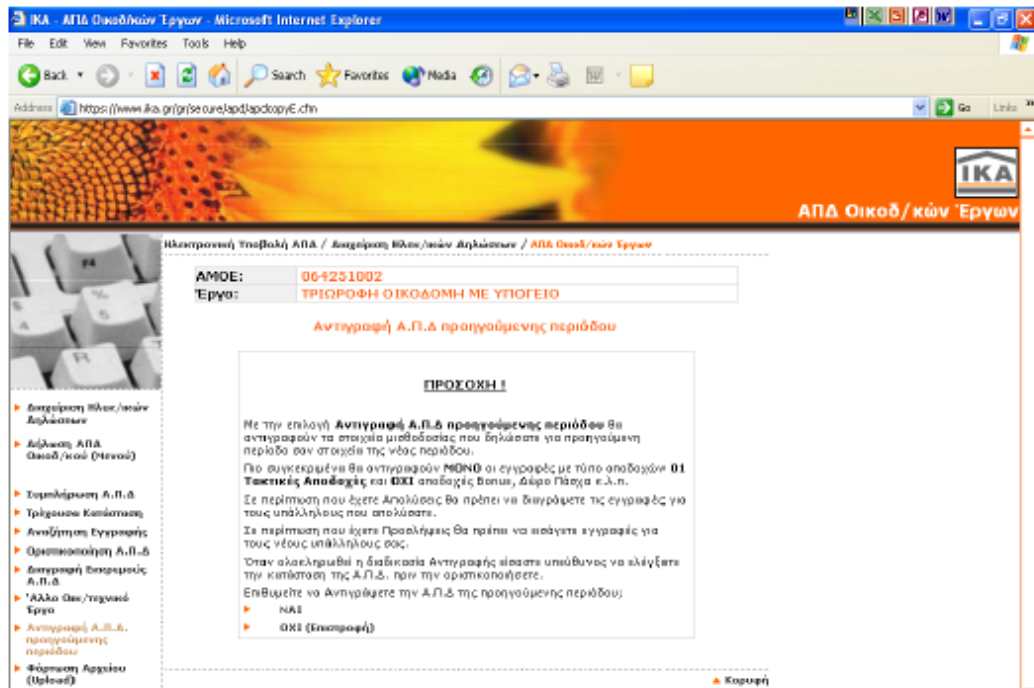 ΙΚΑ - ΑΠΔ Οικοδ/κών Έργων - Microsoft Internet Explorer
File Edit View Favorites Tools Help
Back Search Favorites Media
Address https://www.ika.gr/gr/secure/apd/apdcopyE.cfm Go Links »
ΙΚΑ
ΑΠΔ Οικοδ/κών Έργων
Ηλεκτρονική Υποβολή ΑΠΔ / Διαχείριση Ηλεκ/κών Δηλώσεων / ΑΠΔ Οικοδ/κών Έργων
ΑΜΟΕ: 064251002
Έργο: ΤΡΙΩΡΟΦΗ ΟΙΚΟΔΟΜΗ ΜΕ ΥΠΟΓΕΙΟ
Αντιγραφή Α.Π.Δ προηγούμενης περιόδου
ΠΡΟΣΟΧΗ !
Με την επιλογή Αντιγραφή Α.Π.Δ προηγούμενης περιόδου θα
αντιγραφούν τα στοιχεία μισθοδοσίας που δηλώσατε για προηγούμενη
περίοδο σαν στοιχεία της νέας περιόδου.
Πιο συγκεκριμένα θα αντιγραφούν ΜΟΝΟ οι εγγραφές με τύπο αποδοχών 01
Τακτικές Αποδοχές και ΟΧΙ αποδοχές Bonus, Δώρο Πάσχα κ.λ.π.
Σε περίπτωση που έχετε Απολύσεις θα πρέπει να διαγράψετε τις εγγραφές για
τους υπάλληλους που απολύσατε.
Σε περίπτωση που έχετε Προσλήψεις θα πρέπει να εισάγετε εγγραφές για
τους νέους υπάλληλους σας.
Όταν ολοκληρωθεί η διαδικασία Αντιγραφής είσαστε υπεύθυνος να ελέγξετε
την κατάσταση της Α.Π.Δ. πριν την οριστικοποιήσετε.
Επιθυμείτε να Αντιγράψετε την Α.Π.Δ της προηγούμενης περιόδου;
ΝΑΙ
ΟΧΙ (Επιστροφή)
Κορυφή
Διαχείριση Ηλεκ/κών
Δηλώσεων
Δήλωση ΑΠΔ
Οικοδ/κού (Μενού)
Συμπλήρωση Α.Π.Δ
Τρέχουσα Κατάσταση
Αναζήτηση Εγγραφής
Οριστικοποίηση Α.Π.Δ
Διαγραφή Εκκρεμούς
Α.Π.Δ
Άλλο Οικ/τεχνικό
Έργο
Αντιγραφή Α.Π.Δ.
προηγούμενης
περιόδου
Φόρτωση Αρχείου
(Upload)